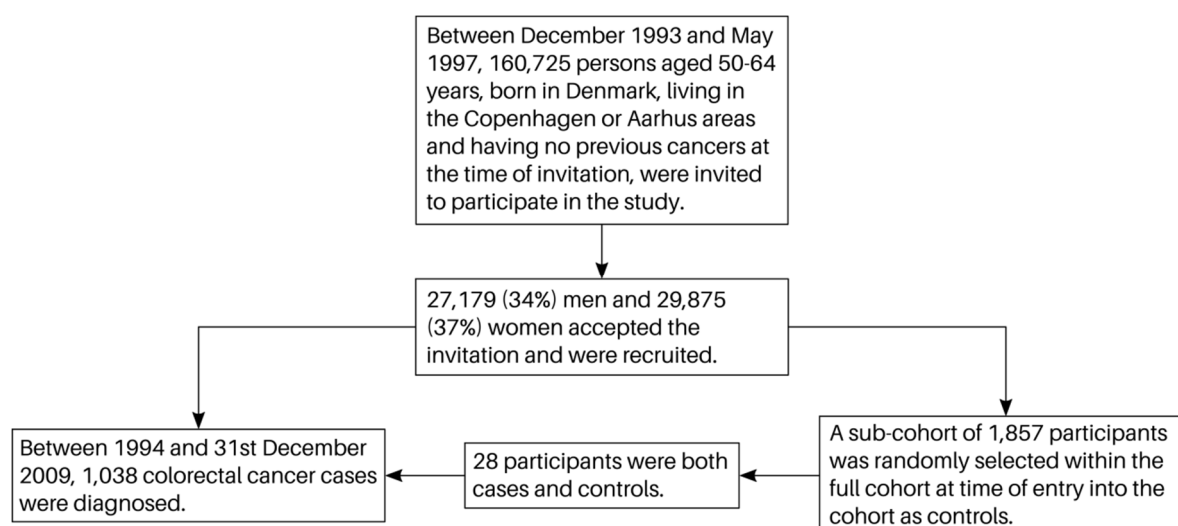 Between December 1993 and May
1997, 160,725 persons aged 50-64
years, born in Denmark, living in
the Copenhagen or Aarhus areas
and having no previous cancers at
the time of invitation, were invited
to participate in the study.
27,179 (34%) men and 29,875
(37%) women accepted the
invitation and were recruited.
Between 1994 and 31st December
2009, 1,038 colorectal cancer cases
were diagnosed.
28 participants were both
cases and controls.
A sub-cohort of 1,857 participants
was randomly selected within the
full cohort at time of entry into the
cohort as controls.